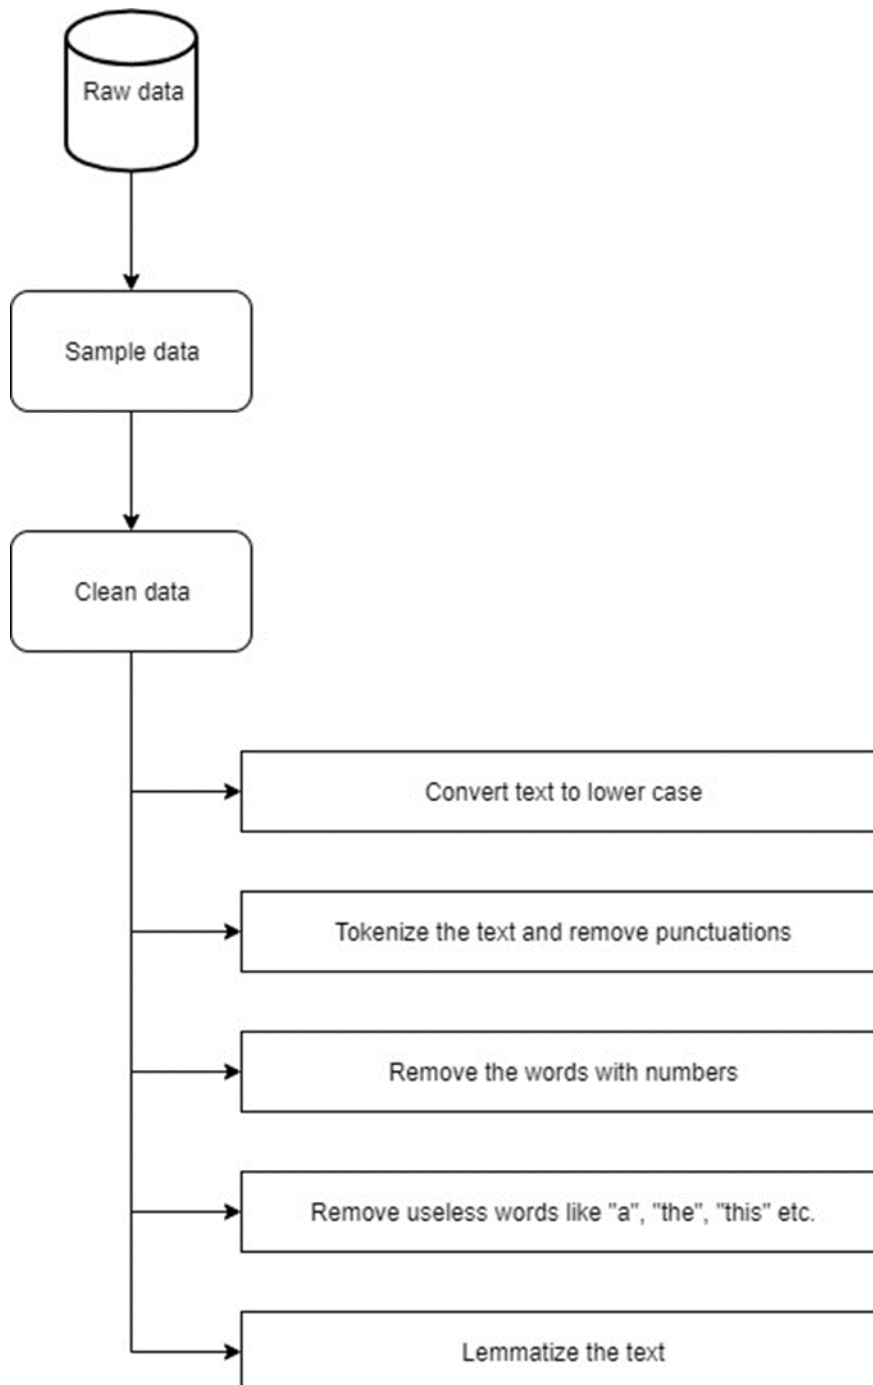 Raw data
Sample data
Clean data
Convert text to lower case
Tokenize the text and remove punctuations
Remove the words with numbers
Remove useless words like "a", "the", "this" etc.
Lemmatize the text